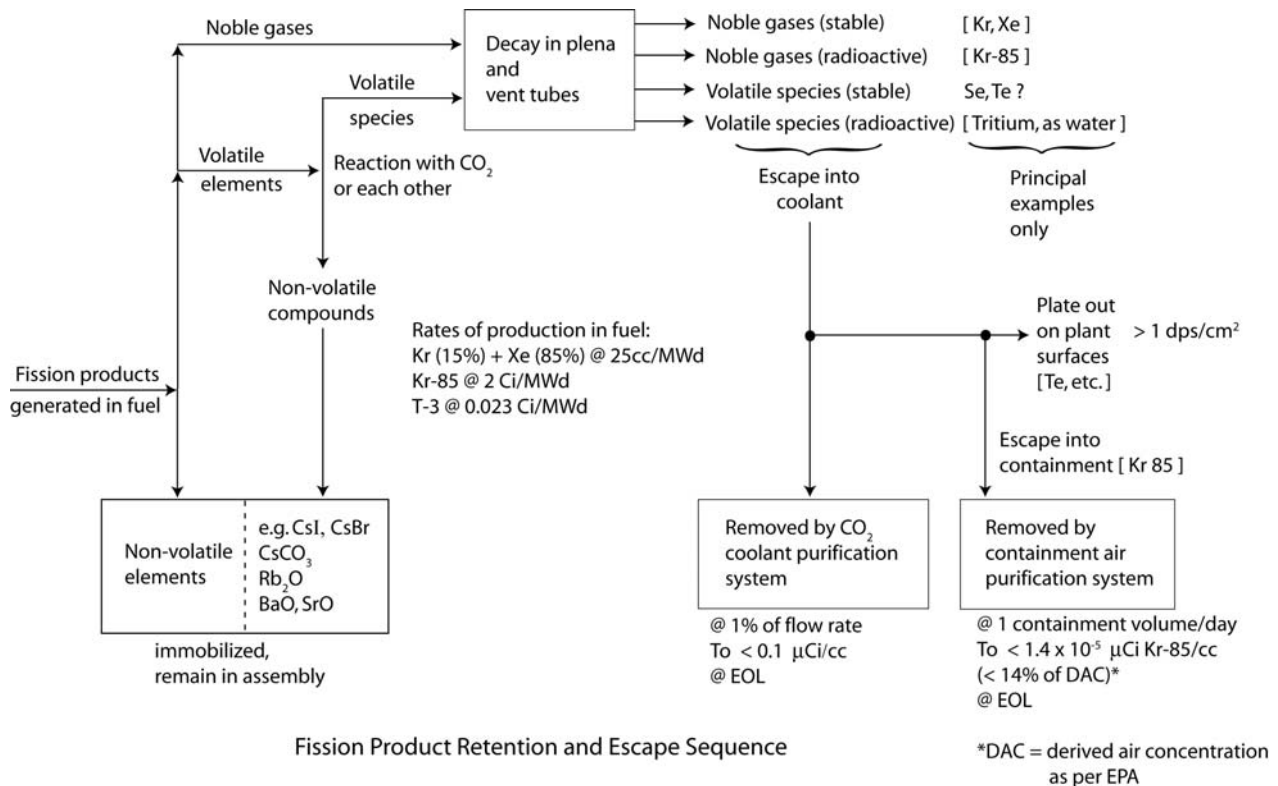 Noble gases
Decay in plena
and
vent tubes
Noble gases (stable) [ Kr, Xe ]
Noble gases (radioactive) [ Kr-85 ]
Volatile species (stable) Se, Te ?
Volatile species (radioactive) [ Tritium, as water ]
Volatile
species
Volatile
elements
Reaction with CO₂
or each other
Escape into
coolant
Principal
examples
only
Non-volatile
compounds
Rates of production in fuel:
Kr (15%) + Xe (85%) @ 25cc/MWd
Kr-85 @ 2 Ci/MWd
T-3 @ 0.023 Ci/MWd
Plate out
on plant
surfaces
[Te, etc.]
> 1 dps/cm²
Fission products
generated in fuel
Escape into
containment [ Kr 85 ]
Non-volatile
elements
e.g. CsI, CsBr
CsCO₃
Rb₂O
BaO, SrO
immobilized,
remain in assembly
Removed by CO₂
coolant purification
system
@ 1% of flow rate
To < 0.1 μCi/cc
@ EOL
Removed by
containment air
purification system
@ 1 containment volume/day
To < 1.4 x 10⁻⁵ μCi Kr-85/cc
(< 14% of DAC)*
@ EOL
Fission Product Retention and Escape Sequence
*DAC = derived air concentration
as per EPA